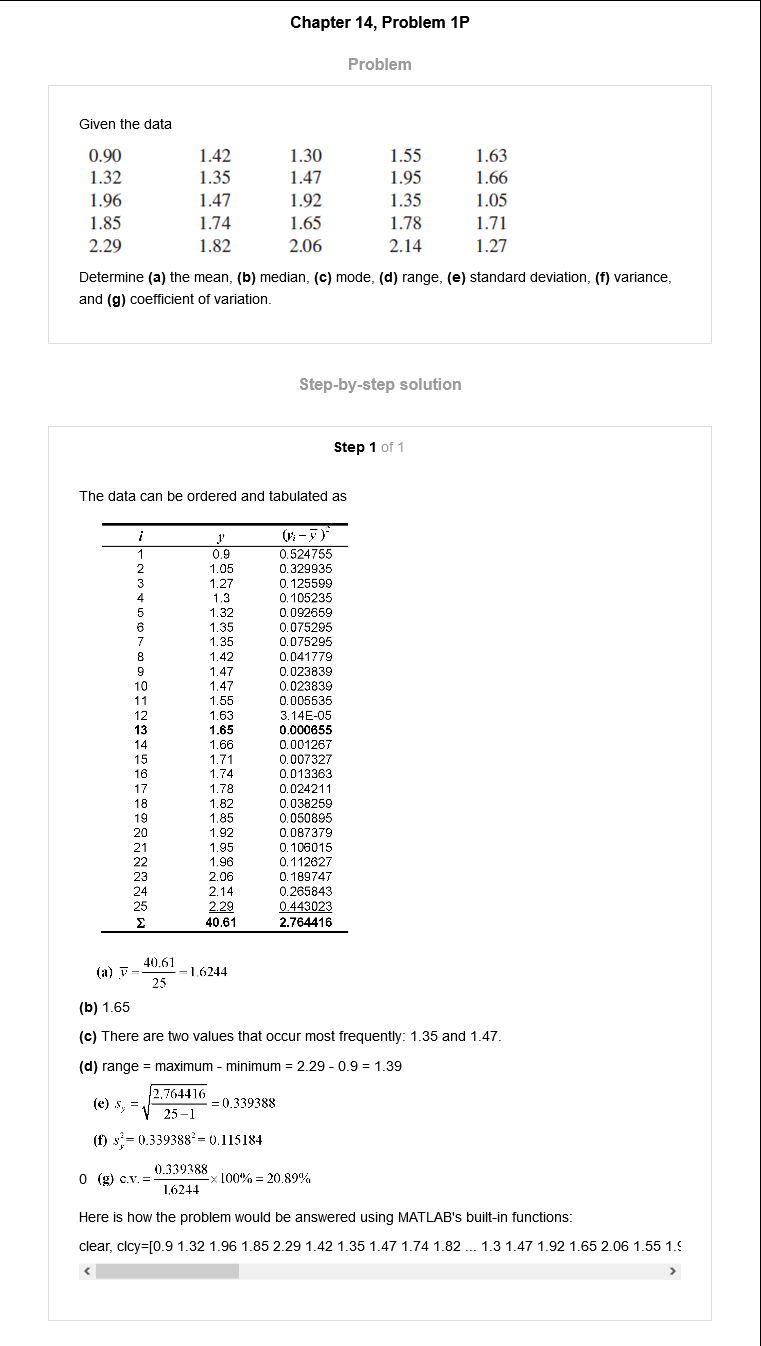 Chapter 14, Problem 1P
Problem
Given the data
0.90 1.42 1.30 1.55 1.63
1.32 1.35 1.47 1.95 1.66
1.96 1.47 1.92 1.35 1.05
1.85 1.74 1.65 1.78 1.71
2.29 1.82 2.06 2.14 1.27
Determine (a) the mean, (b) median, (c) mode, (d) range, (e) standard deviation, (f) variance,
and (g) coefficient of variation.
Step-by-step solution
Step 1 of 1
The data can be ordered and tabulated as
i y (yᵢ − ȳ)²
1 0.9 0.524755
2 1.05 0.329935
3 1.27 0.125599
4 1.3 0.105235
5 1.32 0.092659
6 1.35 0.075295
7 1.35 0.075295
8 1.42 0.041779
9 1.47 0.023839
10 1.47 0.023839
11 1.55 0.005535
12 1.63 3.14E-05
13 1.65 0.000655
14 1.66 0.001267
15 1.71 0.007327
16 1.74 0.013363
17 1.78 0.024211
18 1.82 0.038259
19 1.85 0.050895
20 1.92 0.087379
21 1.95 0.106015
22 1.96 0.112627
23 2.06 0.189747
24 2.14 0.265843
25 2.29 0.443023
Σ 40.61 2.764416
(a) ȳ = 40.61 / 25 = 1.6244
(b) 1.65
(c) There are two values that occur most frequently: 1.35 and 1.47.
(d) range = maximum - minimum = 2.29 - 0.9 = 1.39
(e) s_y = √(2.764416 / 25−1) = 0.339388
(f) s_y² = 0.339388² = 0.115184
0 (g) c.v. = 0.339388 / 1.6244 × 100% = 20.89%
Here is how the problem would be answered using MATLAB's built-in functions:
clear, clcy=[0.9 1.32 1.96 1.85 2.29 1.42 1.35 1.47 1.74 1.82 ... 1.3 1.47 1.92 1.65 2.06 1.55